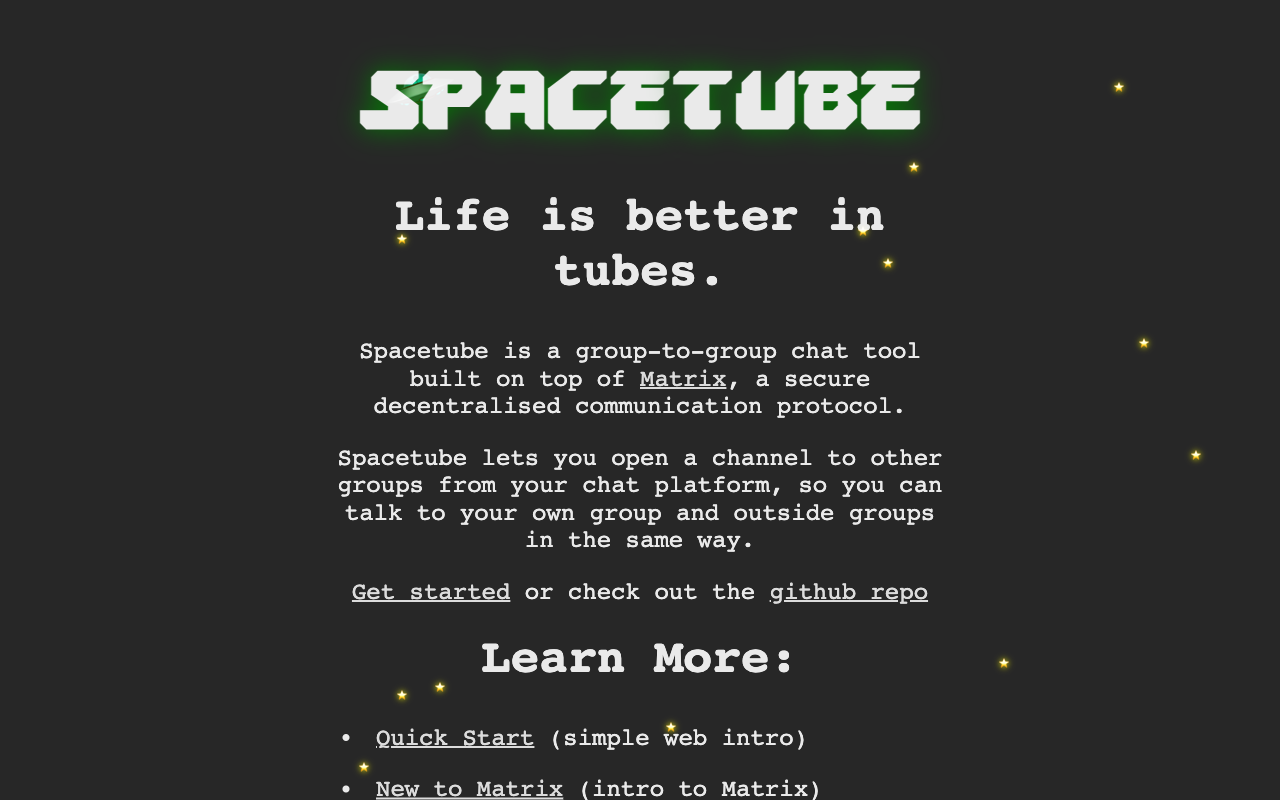 SPACETUBE
Life is better in
tubes.
Spacetube is a group-to-group chat tool
built on top of Matrix, a secure
decentralised communication protocol.
Spacetube lets you open a channel to other
groups from your chat platform, so you can
talk to your own group and outside groups
in the same way.
Get started or check out the github repo
Learn More:
• Quick Start (simple web intro)
• New to Matrix (intro to Matrix)